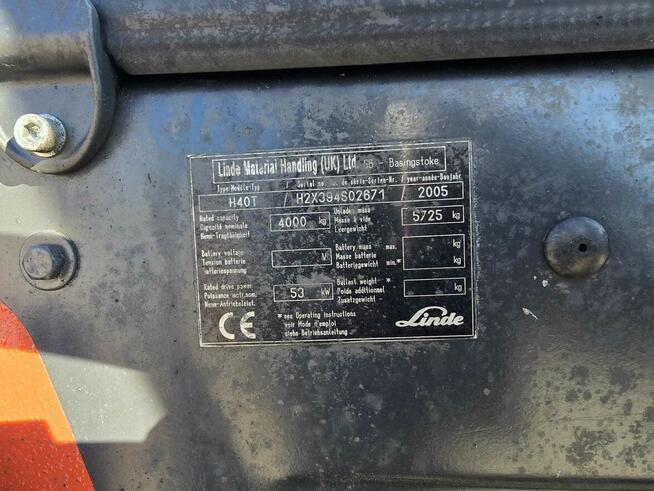 Linde Material Handling (UK) Ltd. GB - Basingstoke
Type-Modele-Typ / Serial no. no. de série-Serien-Nr. / year-année-Baujahr
H40T / H2X394S02671 / 2005
Rated capacity
Capacité nominale
Nenn-Tragfähigkeit
4000 kg
Unladen mass
Masse à vide
Leergewicht
5725 kg
Battery voltage
Tension batterie
Batteriespannung
V
Battery mass max.
Masse batterie
Batteriegewicht min.*
kg
kg
Rated drive power
Puissance motr.nom.
Nenn-Antriebsleist.
53 kW
Ballast weight *
Poids additionnel
Zusatzgewicht
kg
CE
* see Operating Instructions
voir Mode d'emploi
siehe Betriebsanleitung
Linde